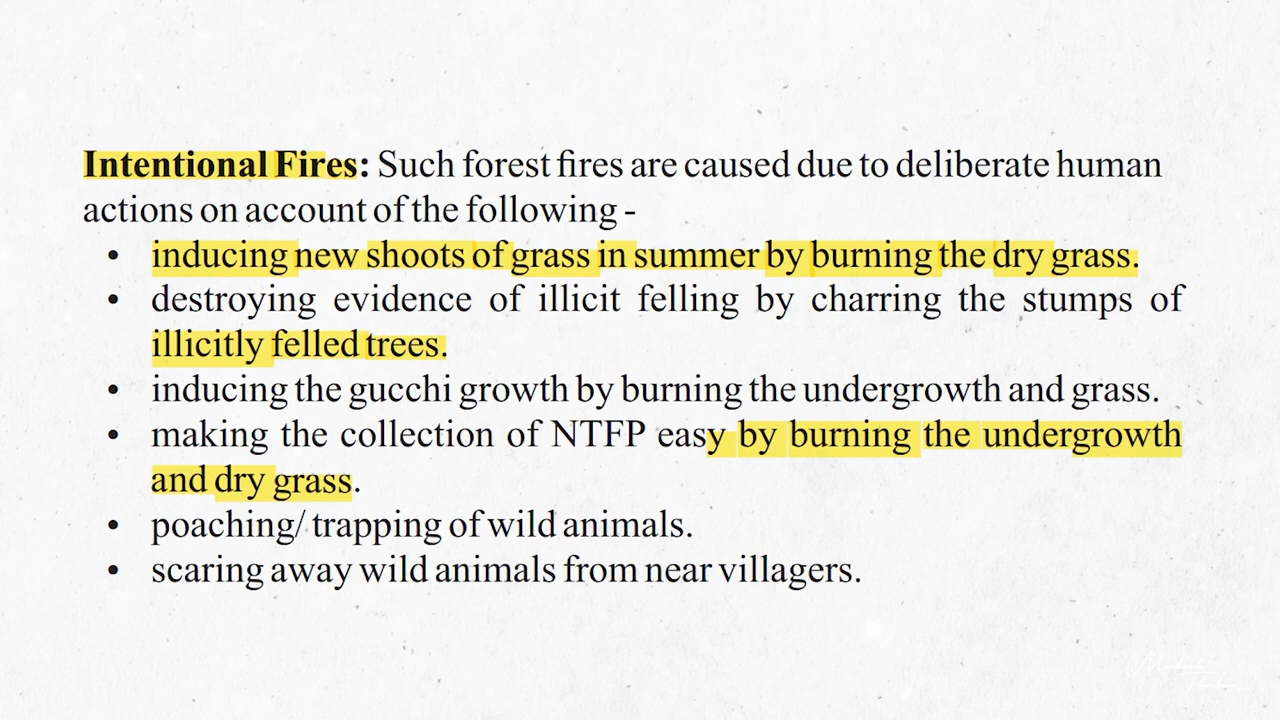 Intentional Fires: Such forest fires are caused due to deliberate human
actions on account of the following -
• inducing new shoots of grass in summer by burning the dry grass.
• destroying evidence of illicit felling by charring the stumps of
illicitly felled trees.
• inducing the gucchi growth by burning the undergrowth and grass.
• making the collection of NTFP easy by burning the undergrowth
and dry grass.
• poaching/ trapping of wild animals.
• scaring away wild animals from near villagers.